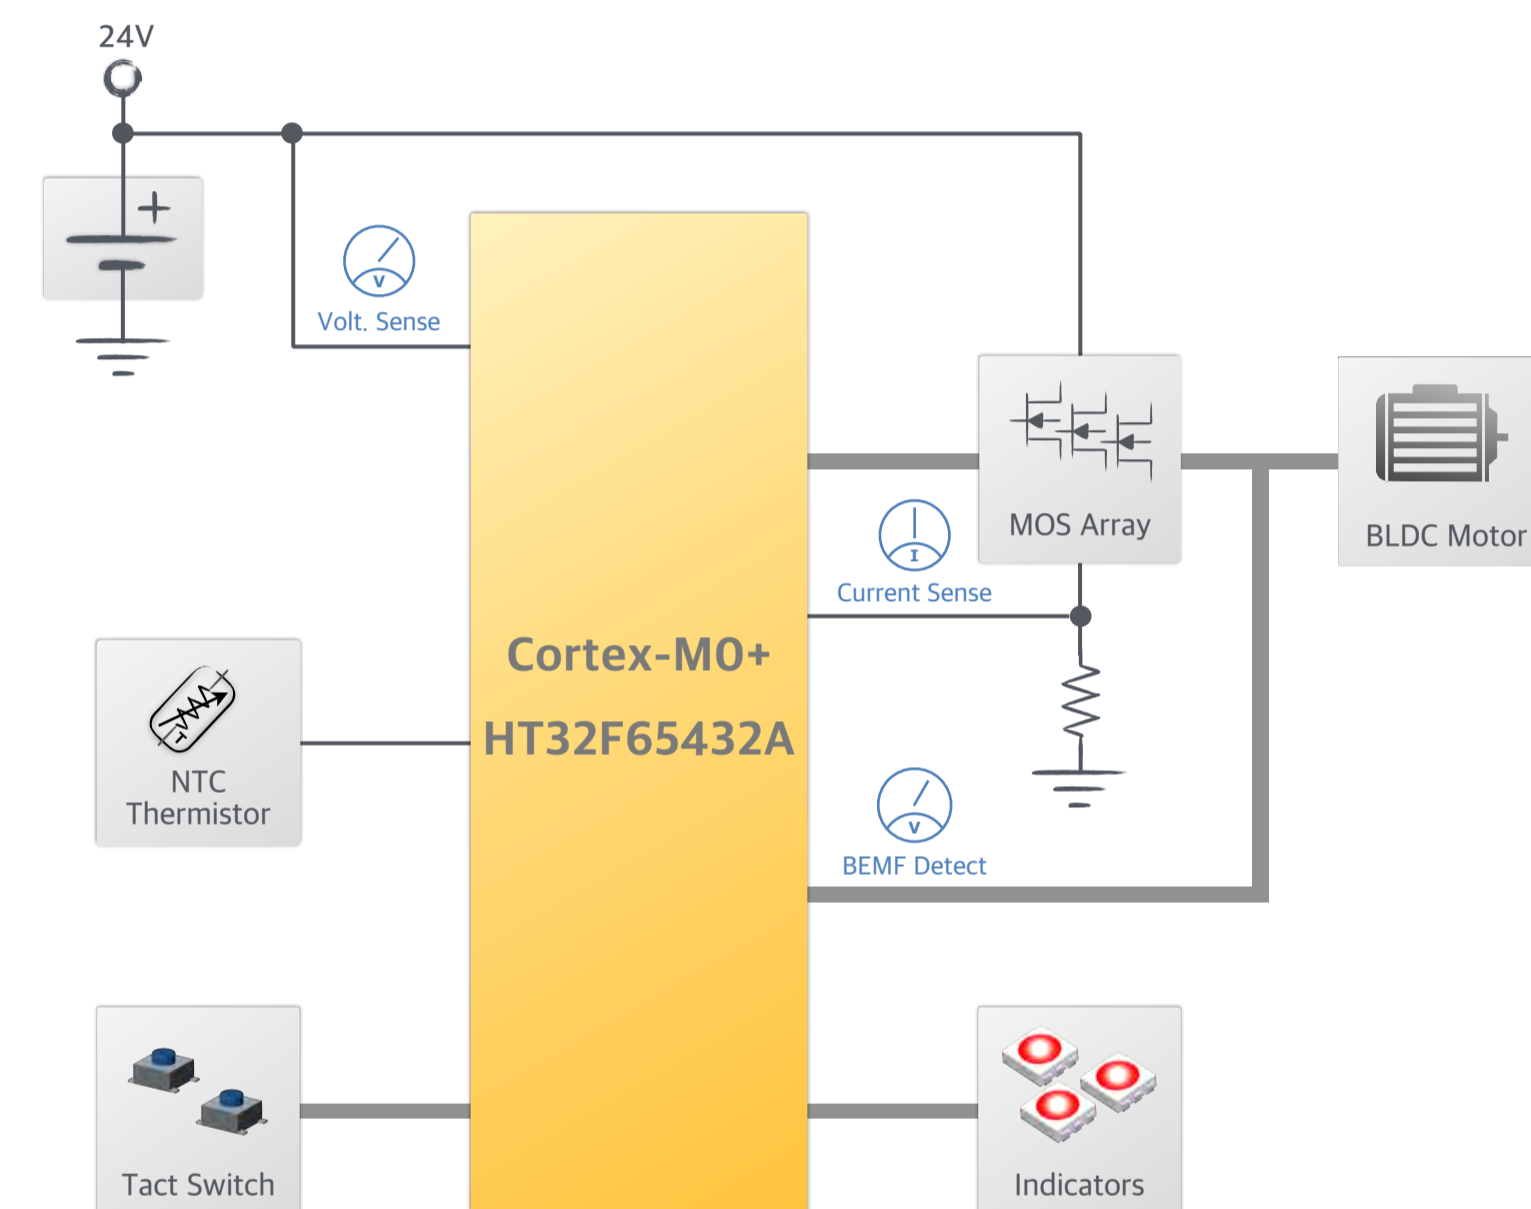 24V
+
V
Volt. Sense
MOS Array
BLDC Motor
I
Current Sense
Cortex-M0+
HT32F65432A
T
NTC
Thermistor
V
BEMF Detect
Tact Switch
Indicators